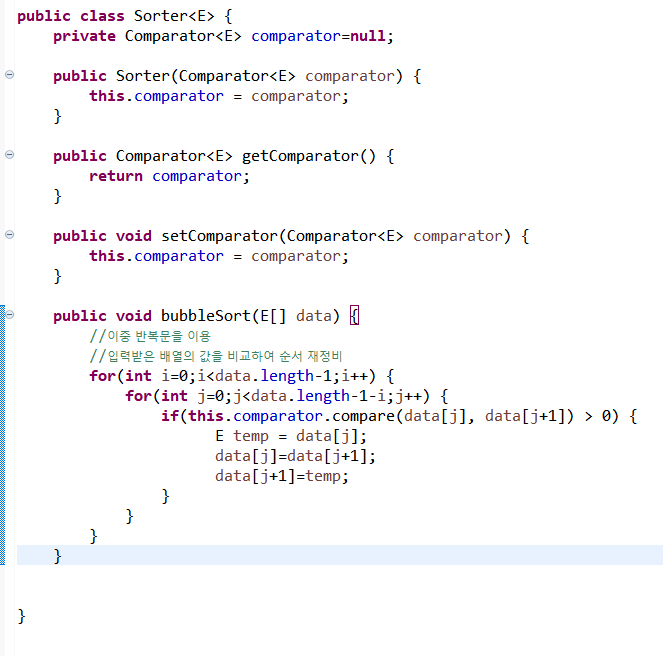 public class Sorter<E> {
    private Comparator<E> comparator=null;

    public Sorter(Comparator<E> comparator) {
        this.comparator = comparator;
    }

    public Comparator<E> getComparator() {
        return comparator;
    }

    public void setComparator(Comparator<E> comparator) {
        this.comparator = comparator;
    }

    public void bubbleSort(E[] data) {
        //이중 반복문을 이용
        //입력받은 배열의 값을 비교하여 순서 재정비
        for(int i=0;i<data.length-1;i++) {
            for(int j=0;j<data.length-1-i;j++) {
                if(this.comparator.compare(data[j], data[j+1]) > 0) {
                      E temp = data[j];
                      data[j]=data[j+1];
                      data[j+1]=temp;
                }
            }
        }
    }


}